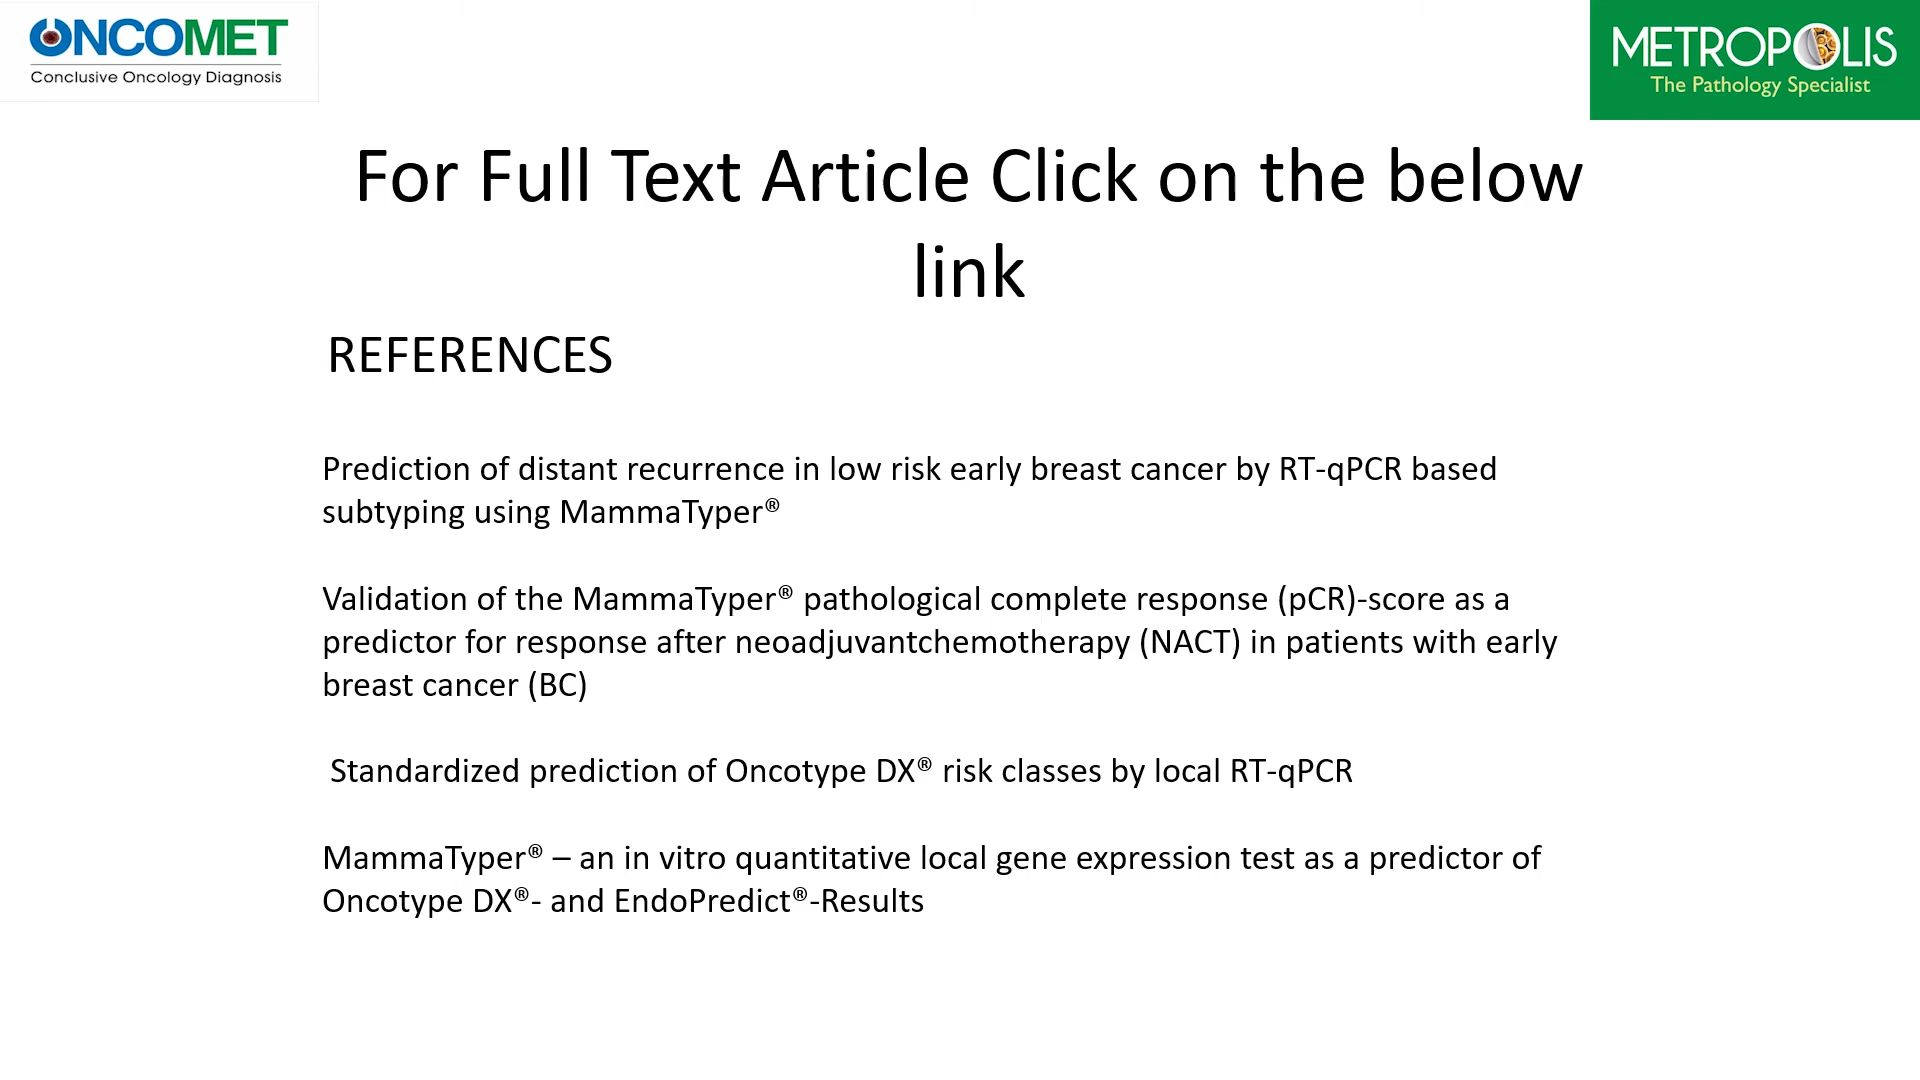 ONCOMET
Conclusive Oncology Diagnosis
METROPOLIS
The Pathology Specialist
For Full Text Article Click on the below
link
REFERENCES
Prediction of distant recurrence in low risk early breast cancer by RT-qPCR based
subtyping using MammaTyper®
Validation of the MammaTyper® pathological complete response (pCR)-score as a
predictor for response after neoadjuvantchemotherapy (NACT) in patients with early
breast cancer (BC)
Standardized prediction of Oncotype DX® risk classes by local RT-qPCR
MammaTyper® – an in vitro quantitative local gene expression test as a predictor of
Oncotype DX®- and EndoPredict®-Results